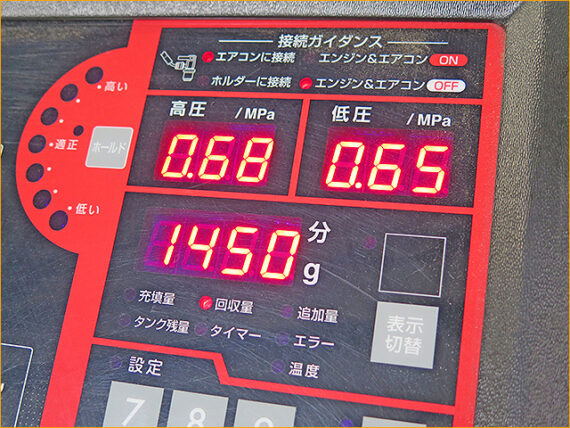 接続ガイダンス
エアコンに接続 エンジン&エアコン ON
ホルダーに接続 エンジン&エアコン OFF
高い
適正
低い
ホールド
高圧 /MPa
0.68
低圧 /MPa
0.65
1450 分 g
充填量 回収量 追加量
タンク残量 タイマー エラー
温度
表示
切替
設定
7 8